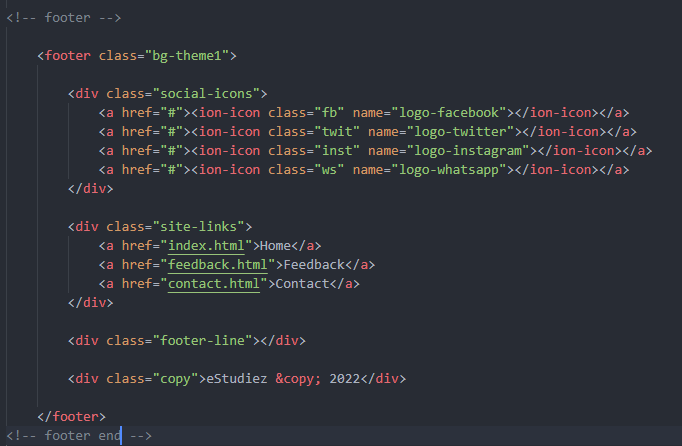 <!-- footer -->
<footer class="bg-theme1">
<div class="social-icons">
<a href="#"><ion-icon class="fb" name="logo-facebook"></ion-icon></a>
<a href="#"><ion-icon class="twit" name="logo-twitter"></ion-icon></a>
<a href="#"><ion-icon class="inst" name="logo-instagram"></ion-icon></a>
<a href="#"><ion-icon class="ws" name="logo-whatsapp"></ion-icon></a>
</div>
<div class="site-links">
<a href="index.html">Home</a>
<a href="feedback.html">Feedback</a>
<a href="contact.html">Contact</a>
</div>
<div class="footer-line"></div>
<div class="copy">eStudiez &copy; 2022</div>
</footer>
<!-- footer end -->